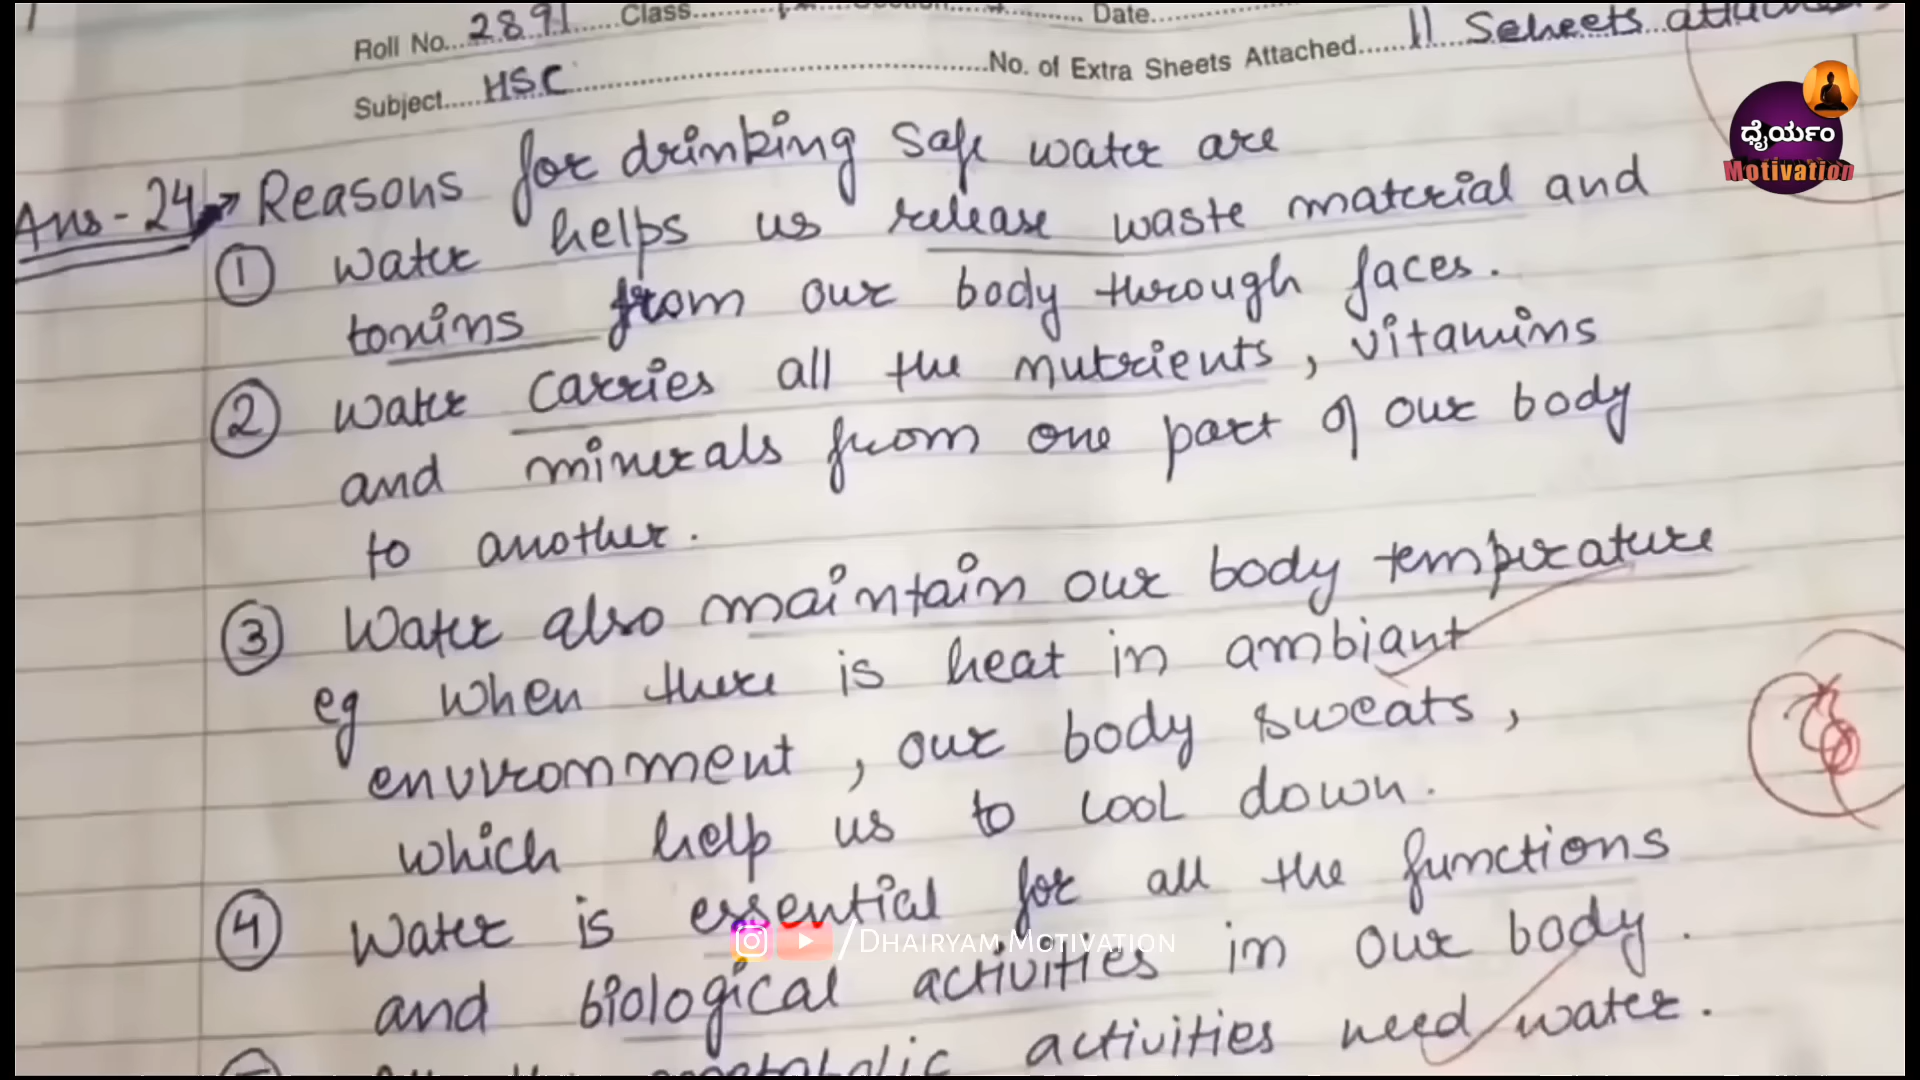 Roll No. 2891 Class Date
Subject HSC No. of Extra Sheets Attached 11 Scheets attached
ಧೈರ್ಯಂ
Motivation
Ans - 24 → Reasons for drinking safe water are
1 Water helps us release waste material and
toxins from our body through faces.
2 Water carries all the nutrients, vitamins
and minerals from one part of our body
to another.
3 Water also maintain our body temperature
eg when there is heat in ambiant
envvronment, our body sweats,
which help us to cool down.
4 Water is essential for all the functions
/DHAIRYAM MOTIVATION
and biological activities in our body.
activities need water.